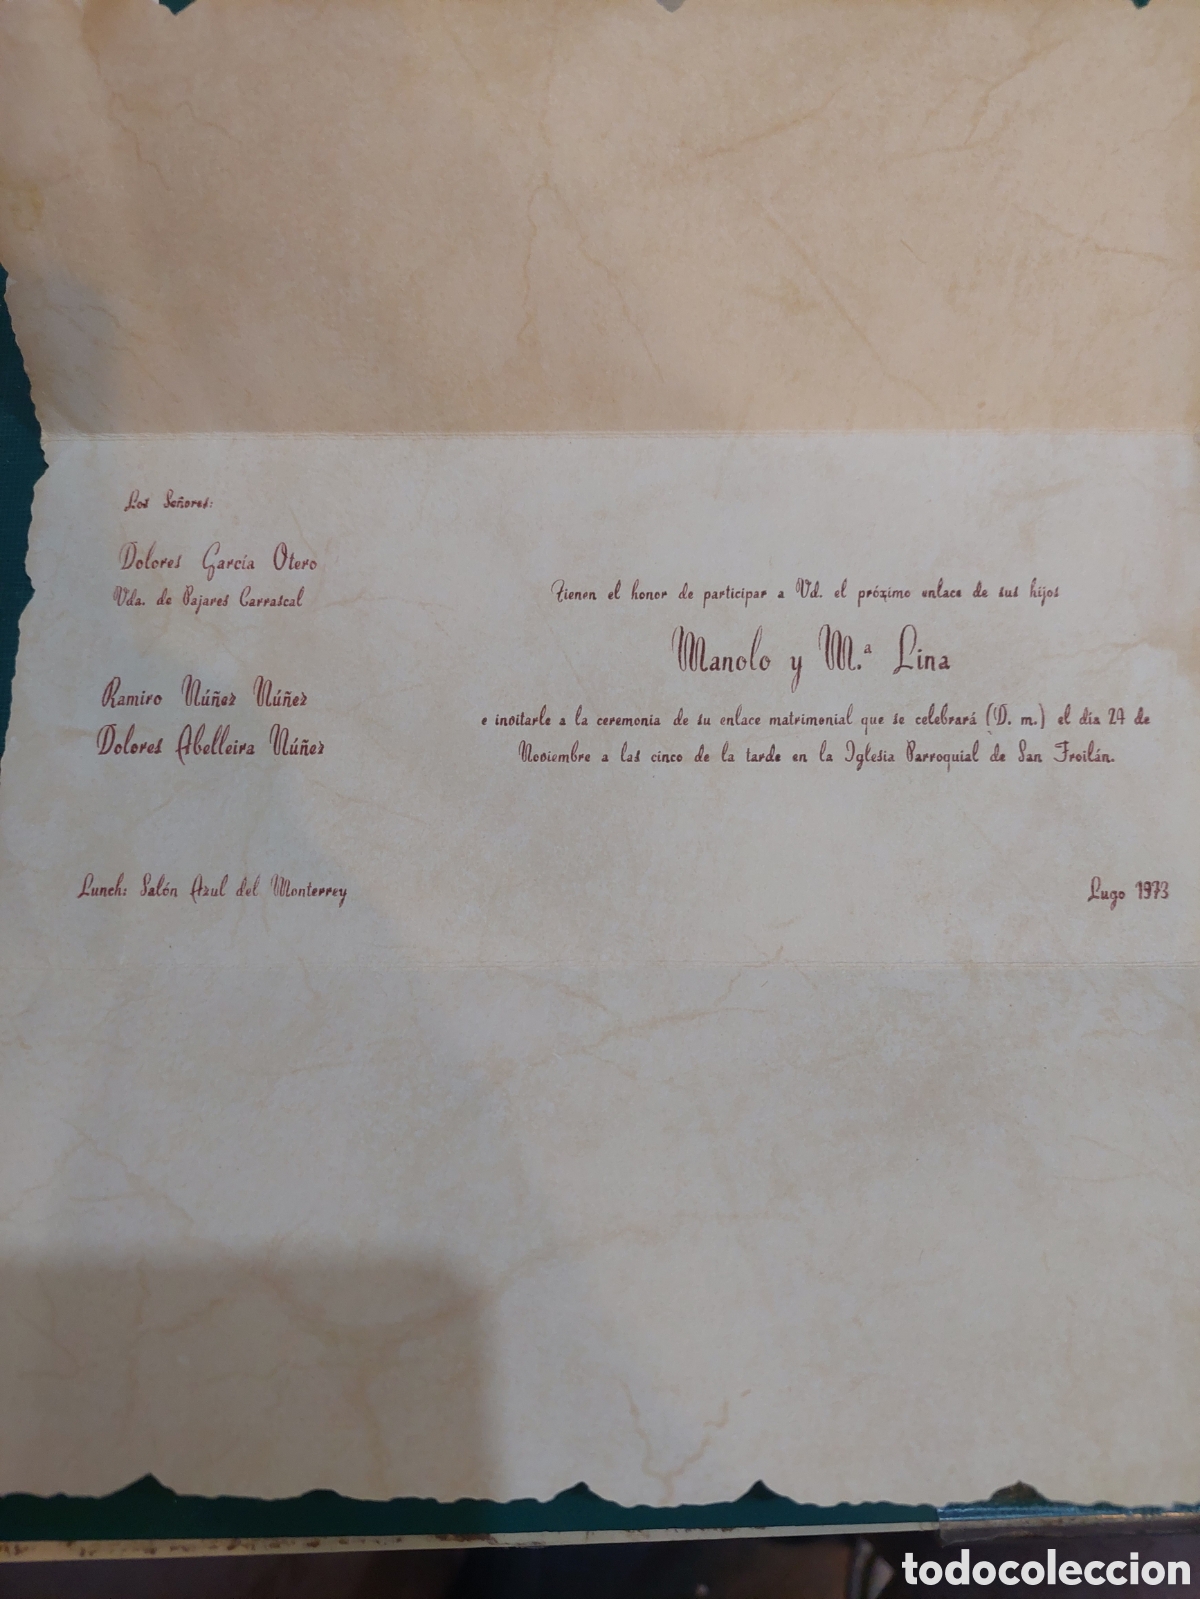 Los Señores:
Dolores García Otero
Vda. de Pajares Carrascal
Ramiro Núñez Núñez
Dolores Abelleira Núñez
Lunch: Salón Azul del Monterrey
Tienen el honor de participar a Vd. el próximo enlace de sus hijos
Manolo y M.ª Lina
e invitarle a la ceremonia de su enlace matrimonial que se celebrará (D. m.) el día 24 de
Noviembre a las cinco de la tarde en la Iglesia Parroquial de San Froilán.
Lugo 1973
todocoleccion